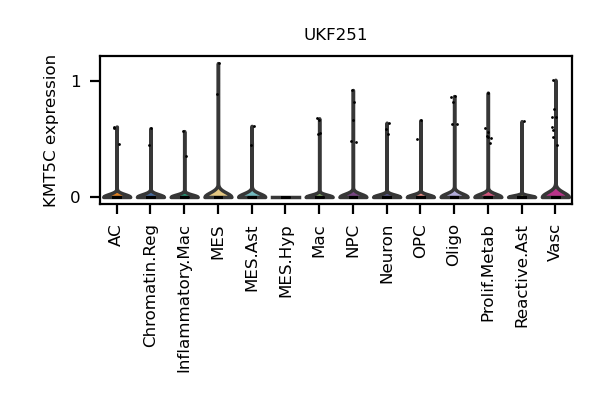 UKF251
KMT5C expression
1
0
AC
Chromatin.Reg
Inflammatory.Mac
MES
MES.Ast
MES.Hyp
Mac
NPC
Neuron
OPC
Oligo
Prolif.Metab
Reactive.Ast
Vasc